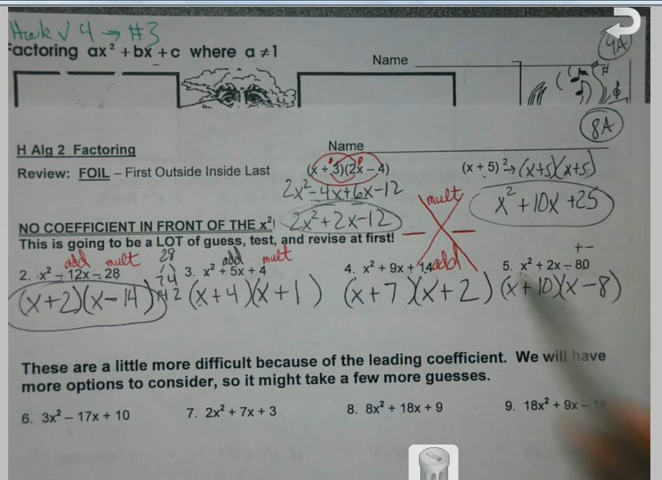 Hwk √ 4 → #3
Factoring ax² + bx + c where a ≠ 1
9A
Name
8A
H Alg 2 Factoring
Name
Review: FOIL – First Outside Inside Last
(x + 3)(2x – 4)
(x + 5)² → (x+5)(x+5)
2x²-4x+6x-12
x²+10x+25
mult
NO COEFFICIENT IN FRONT OF THE x²!
2x²+2x-12
This is going to be a LOT of guess, test, and revise at first!
add mult 28
add mult
add
+ -
2. x² – 12x – 28
3. x² + 5x + 4
4. x² + 9x + 14
5. x² + 2x – 80
(x+2)(x-14)
(x+4)(x+1)
(x+7)(x+2)
(x+10)(x-8)
These are a little more difficult because of the leading coefficient. We will have
more options to consider, so it might take a few more guesses.
6. 3x² – 17x + 10
7. 2x² + 7x + 3
8. 8x² + 18x + 9
9. 18x² + 9x –